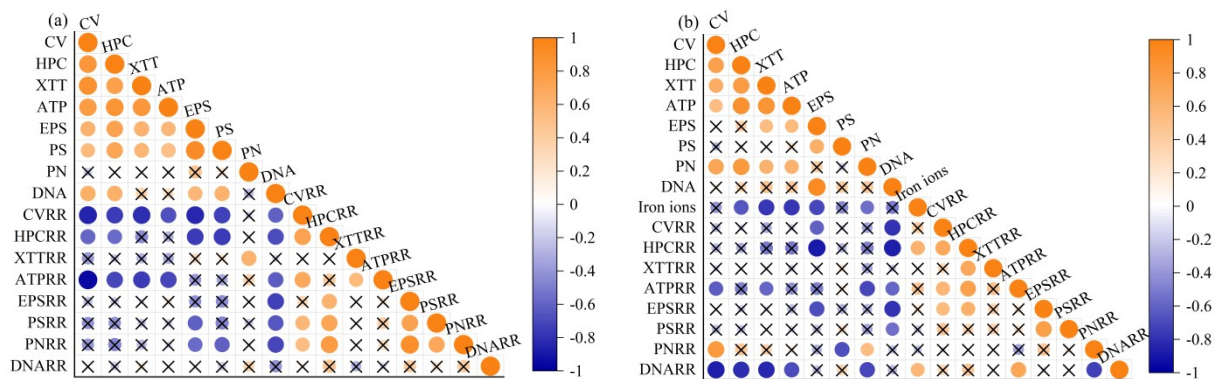 (a)
CV
CV HPC
HPC XTT
XTT ATP
ATP EPS
EPS PS
PS PN
PN DNA
DNA CVRR
CVRR HPCRR
HPCRR XTTRR
XTTRR ATPRR
ATPRR EPSRR
EPSRR PSRR
PSRR PNRR
PNRR DNARR
DNARR
1
0.8
0.6
0.4
0.2
0
-0.2
-0.4
-0.6
-0.8
-1
(b)
CV
CV HPC
HPC XTT
XTT ATP
ATP EPS
EPS PS
PS PN
PN DNA
DNA Iron ions
Iron ions CVRR
CVRR HPCRR
HPCRR XTTRR
XTTRR ATPRR
ATPRR EPSRR
EPSRR PSRR
PSRR PNRR
PNRR DNARR
DNARR
1
0.8
0.6
0.4
0.2
0
-0.2
-0.4
-0.6
-0.8
-1